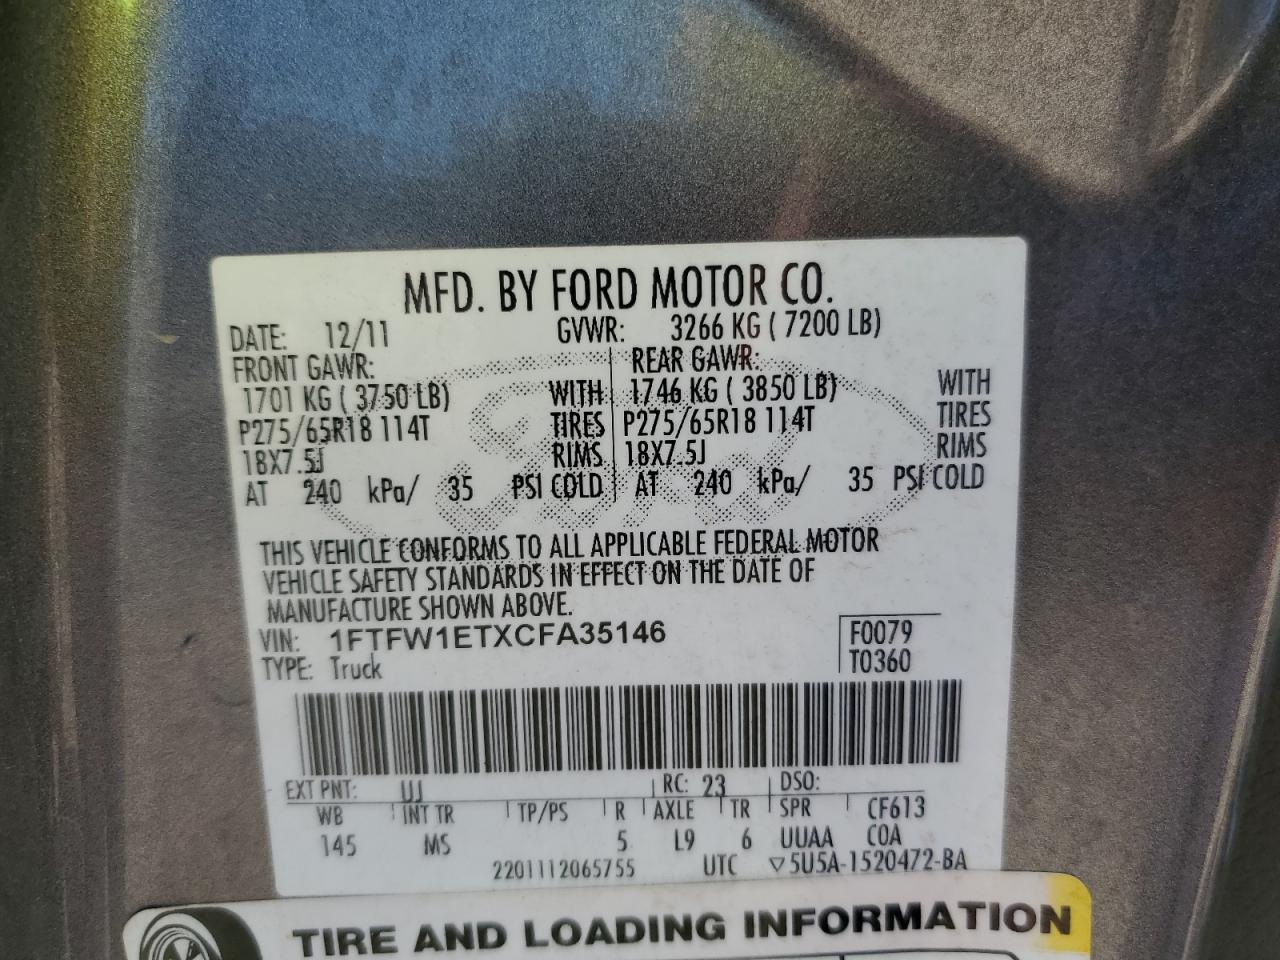 MFD. BY FORD MOTOR CO.
DATE: 12/11 GVWR: 3266 KG ( 7200 LB)
FRONT GAWR: REAR GAWR:
1701 KG ( 3750 LB) WITH 1746 KG ( 3850 LB) WITH
P275/65R18 114T TIRES P275/65R18 114T TIRES
18X7.5J RIMS 18X7.5J RIMS
AT 240 kPa/ 35 PSI COLD AT 240 kPa/ 35 PSI COLD
THIS VEHICLE CONFORMS TO ALL APPLICABLE FEDERAL MOTOR
VEHICLE SAFETY STANDARDS IN EFFECT ON THE DATE OF
MANUFACTURE SHOWN ABOVE.
VIN: 1FTFW1ETXCFA35146 F0079
TYPE: Truck T0360
EXT PNT: UJ RC: 23 DSO:
WB INT TR TP/PS R AXLE TR SPR CF613
145 MS 5 L9 6 UUAA COA
2201112065755 UTC ▽5U5A-1520472-BA
TIRE AND LOADING INFORMATION